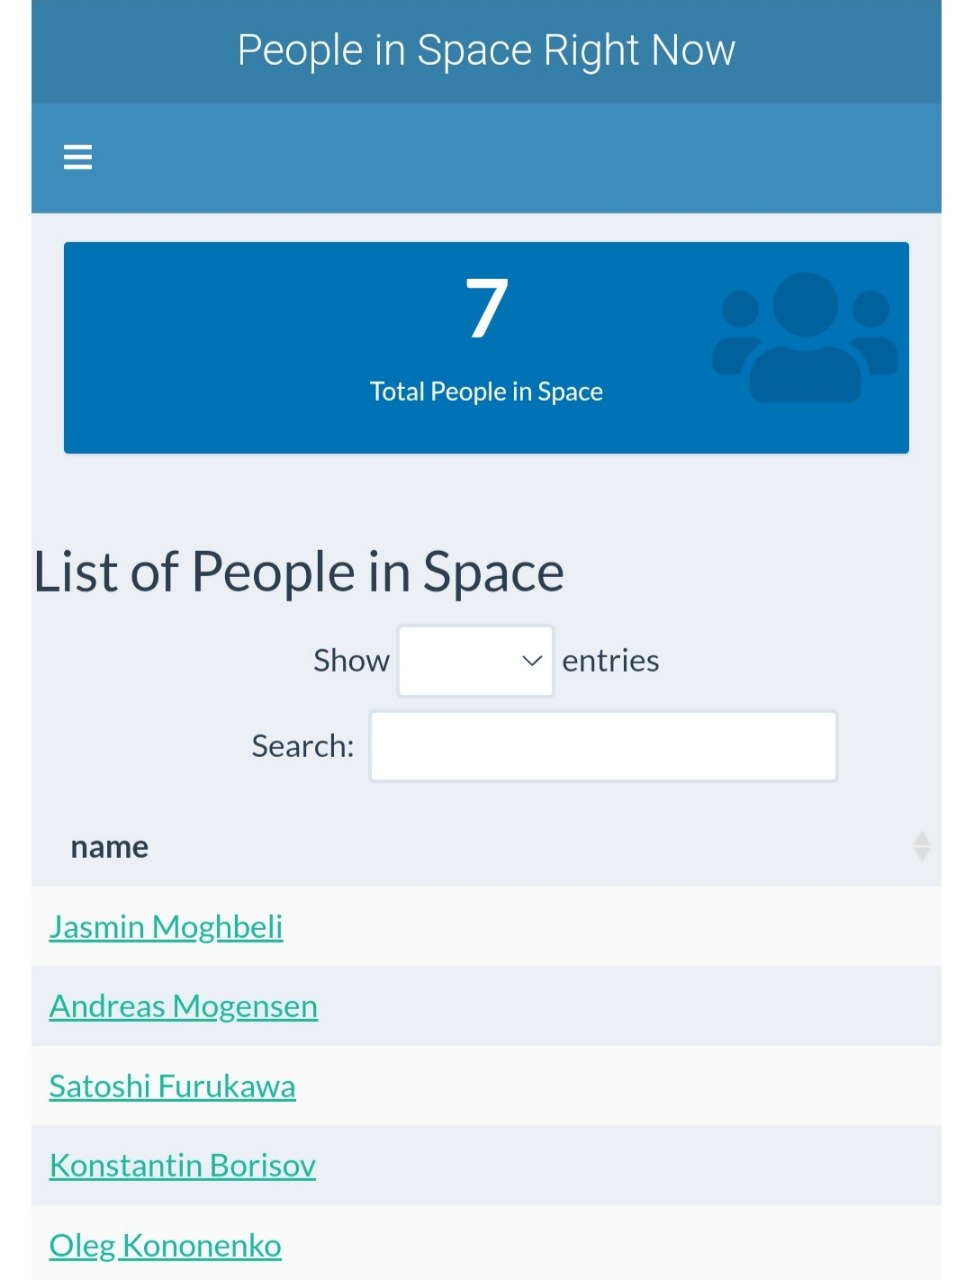 People in Space Right Now
7
Total People in Space
List of People in Space
Show entries
Search:
name
Jasmin Moghbeli
Andreas Mogensen
Satoshi Furukawa
Konstantin Borisov
Oleg Kononenko